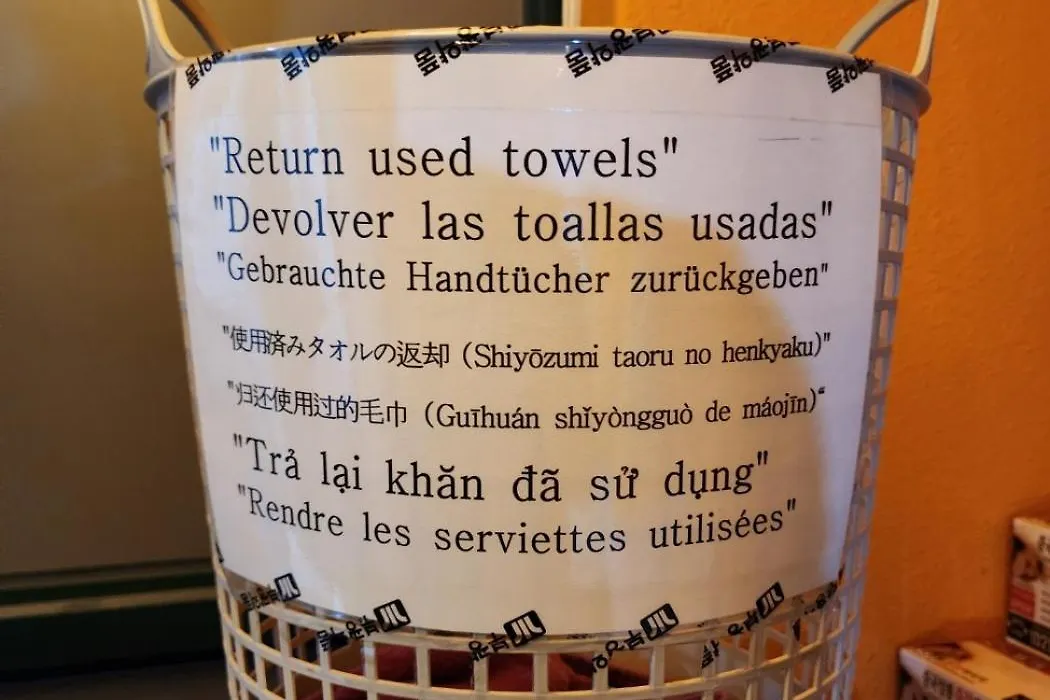 "Return used towels"
"Devolver las toallas usadas"
"Gebrauchte Handtücher zurückgeben"
"使用済みタオルの返却 (Shiyōzumi taoru no henkyaku)"
"归还使用过的毛巾 (Guīhuán shǐyòngguò de máojīn)"
"Trả lại khăn đã sử dụng"
"Rendre les serviettes utilisées"